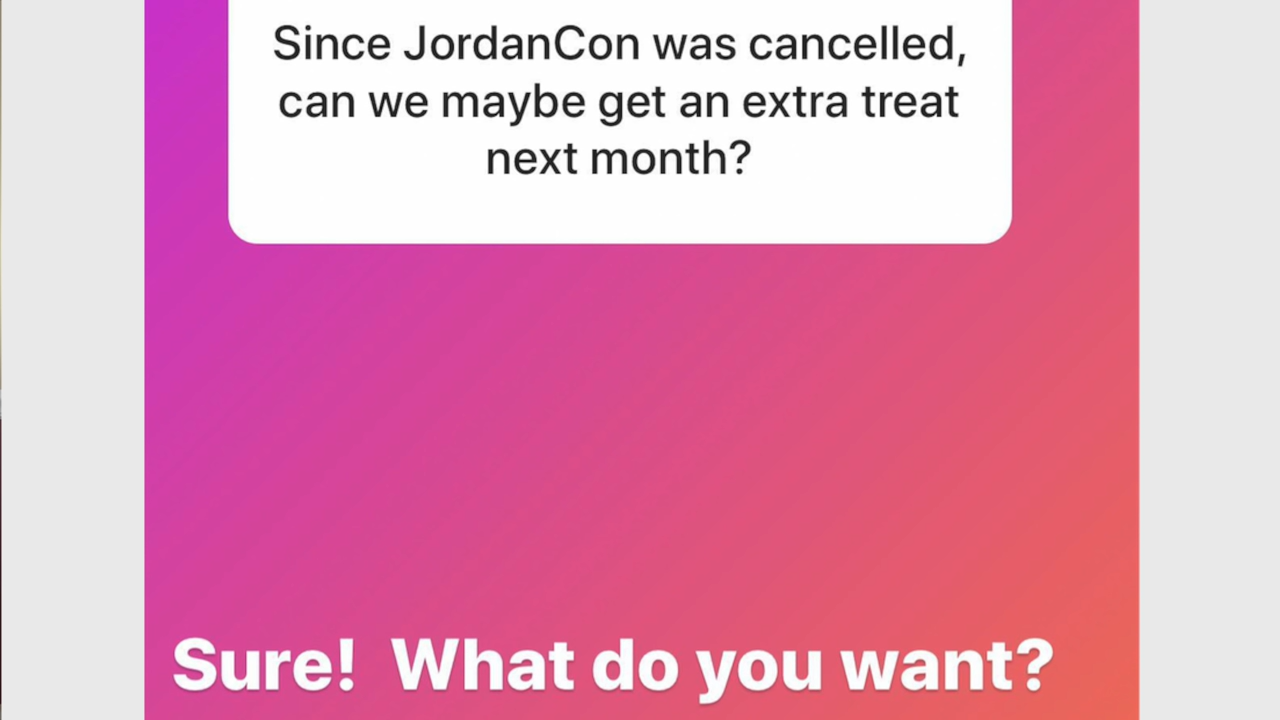 Since JordanCon was cancelled,
can we maybe get an extra treat
next month?
Sure! What do you want?